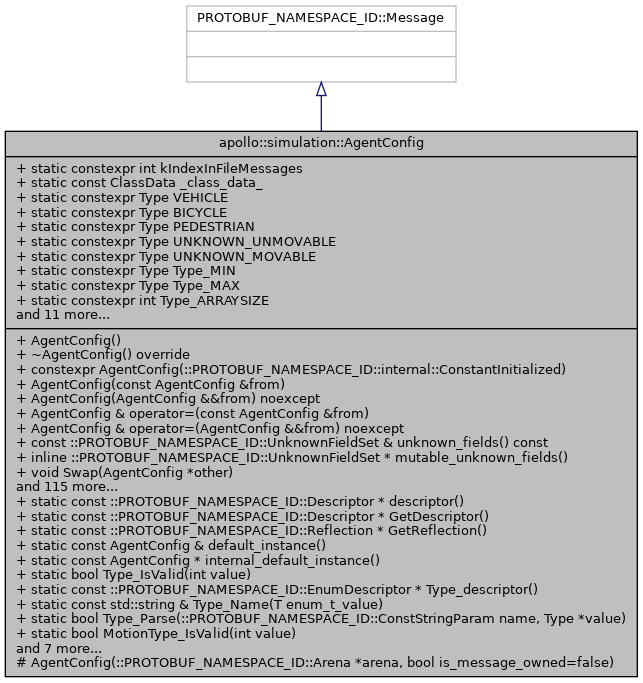 PROTOBUF_NAMESPACE_ID::Message
apollo::simulation::AgentConfig
+ static constexpr int kIndexInFileMessages
+ static const ClassData _class_data_
+ static constexpr Type VEHICLE
+ static constexpr Type BICYCLE
+ static constexpr Type PEDESTRIAN
+ static constexpr Type UNKNOWN_UNMOVABLE
+ static constexpr Type UNKNOWN_MOVABLE
+ static constexpr Type Type_MIN
+ static constexpr Type Type_MAX
+ static constexpr int Type_ARRAYSIZE
and 11 more...
+ AgentConfig()
+ ~AgentConfig() override
+ constexpr AgentConfig(::PROTOBUF_NAMESPACE_ID::internal::ConstantInitialized)
+ AgentConfig(const AgentConfig &from)
+ AgentConfig(AgentConfig &&from) noexcept
+ AgentConfig & operator=(const AgentConfig &from)
+ AgentConfig & operator=(AgentConfig &&from) noexcept
+ const ::PROTOBUF_NAMESPACE_ID::UnknownFieldSet & unknown_fields() const
+ inline ::PROTOBUF_NAMESPACE_ID::UnknownFieldSet * mutable_unknown_fields()
+ void Swap(AgentConfig *other)
and 115 more...
+ static const ::PROTOBUF_NAMESPACE_ID::Descriptor * descriptor()
+ static const ::PROTOBUF_NAMESPACE_ID::Descriptor * GetDescriptor()
+ static const ::PROTOBUF_NAMESPACE_ID::Reflection * GetReflection()
+ static const AgentConfig & default_instance()
+ static const AgentConfig * internal_default_instance()
+ static bool Type_IsValid(int value)
+ static const ::PROTOBUF_NAMESPACE_ID::EnumDescriptor * Type_descriptor()
+ static const std::string & Type_Name(T enum_t_value)
+ static bool Type_Parse(::PROTOBUF_NAMESPACE_ID::ConstStringParam name, Type *value)
+ static bool MotionType_IsValid(int value)
and 7 more...
# AgentConfig(::PROTOBUF_NAMESPACE_ID::Arena *arena, bool is_message_owned=false)